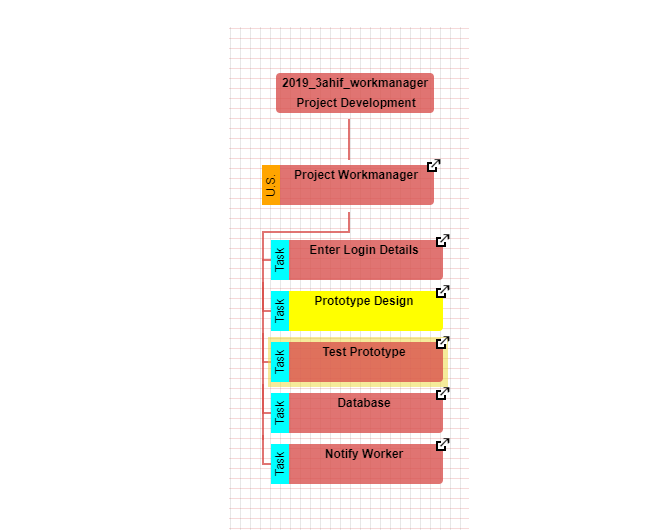 2019_3ahif_workmanager
Project Development
U.S.
Project Workmanager
Task
Enter Login Details
Task
Prototype Design
Task
Test Prototype
Task
Database
Task
Notify Worker